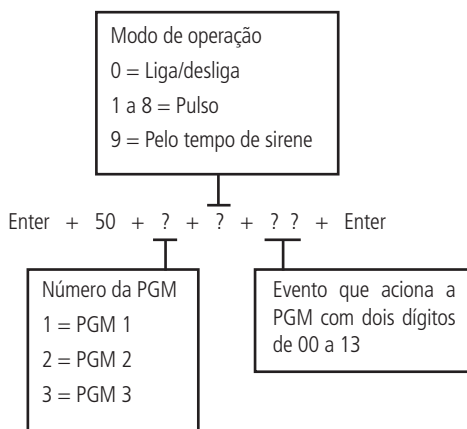 Modo de operação
0 = Liga/desliga
1 a 8 = Pulso
9 = Pelo tempo de sirene
Enter + 50 + ? + ? + ? ? + Enter
Número da PGM
1 = PGM 1
2 = PGM 2
3 = PGM 3
Evento que aciona a
PGM com dois dígitos
de 00 a 13